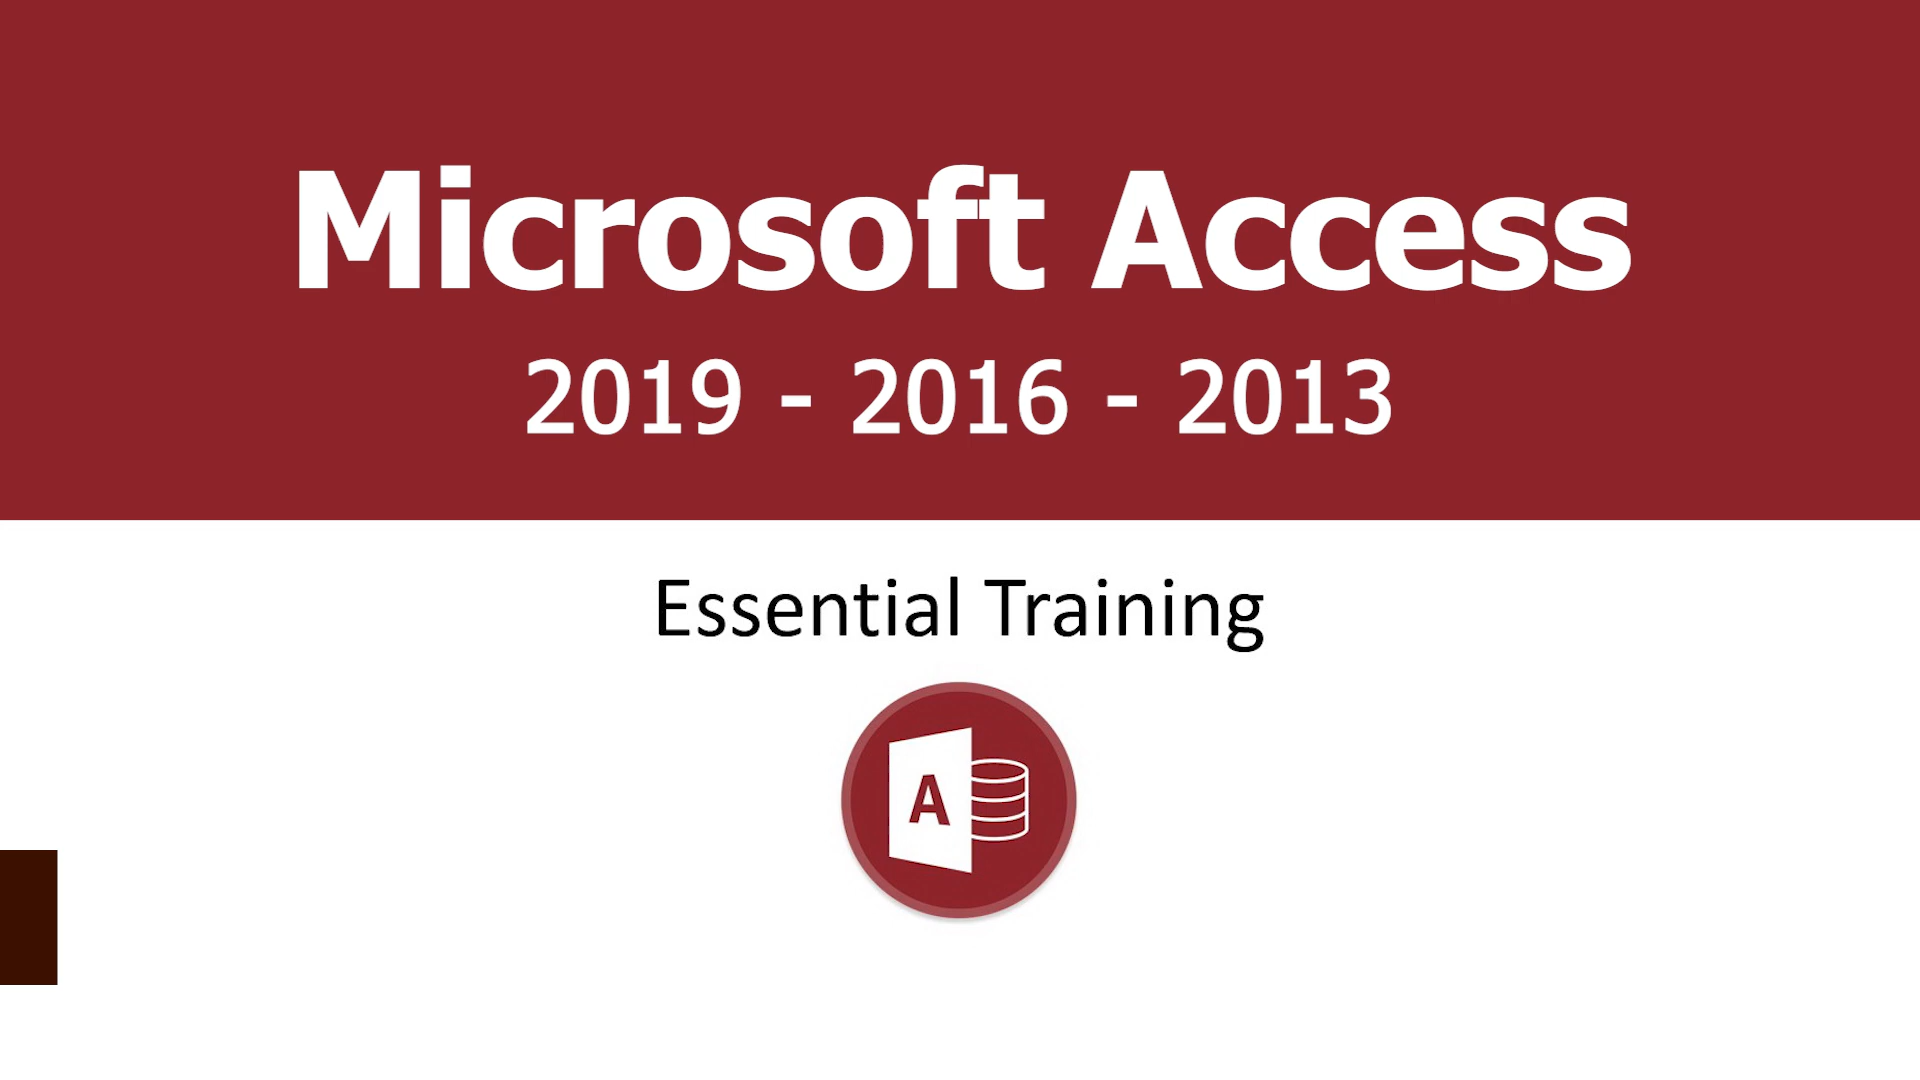 Microsoft Access
2019 - 2016 - 2013
Essential Training
A